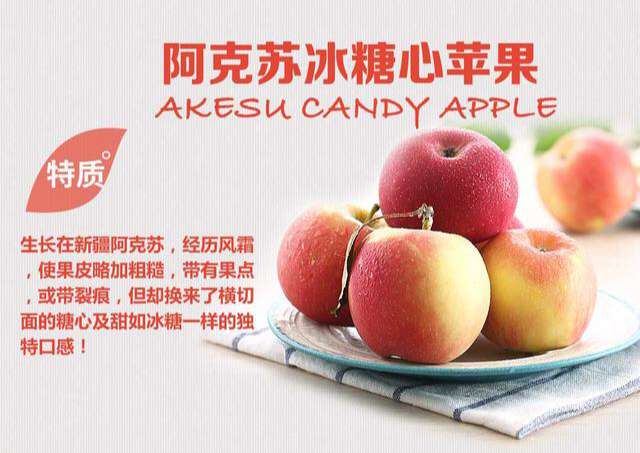 阿克苏冰糖心苹果
AKESU CANDY APPLE
特质
生长在新疆阿克苏，经历风霜
，使果皮略加粗糙，带有果点
，或带裂痕，但却换来了横切
面的糖心及甜如冰糖一样的独
特口感！